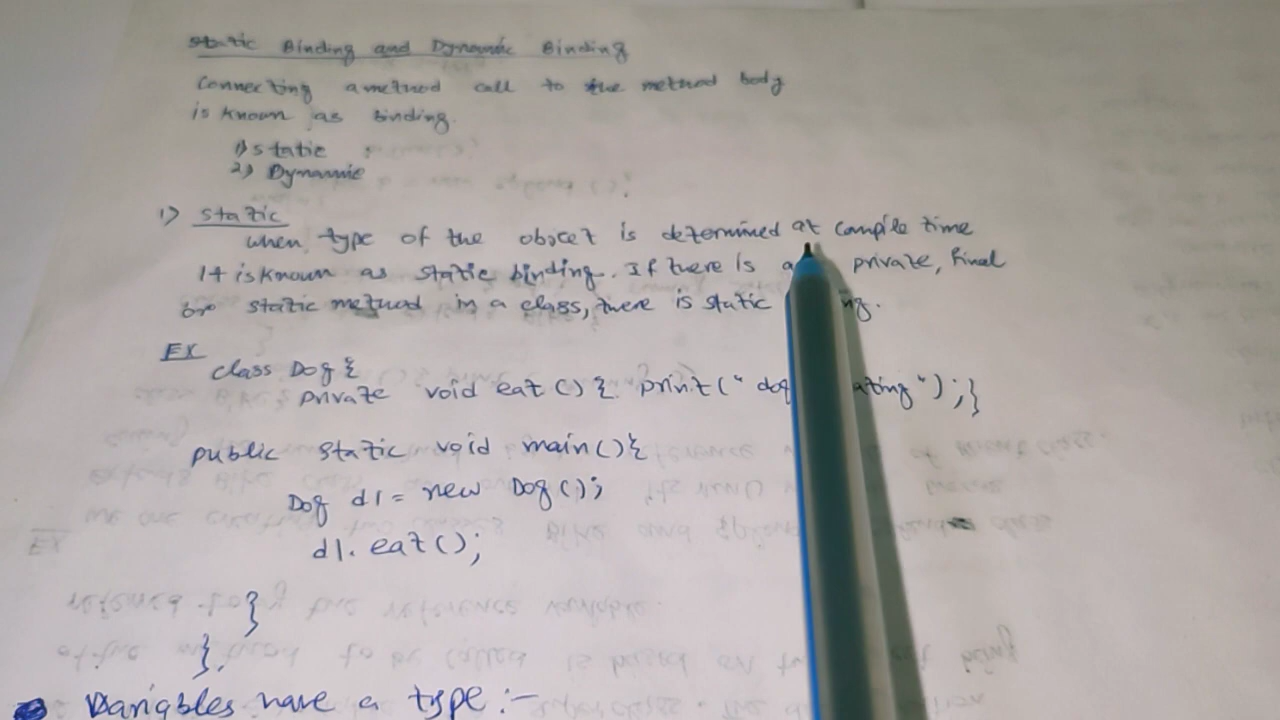 Static Binding and Dynamic Binding
Connecting a method call to the method body
is known as Binding.
1) static
2) Dynamic
1) static
when type of the object is determined at compile time
It is known as static binding. If there is a private, final
or static method in a class, there is static ng.
Ex
class Dog {
private void eat () { print (" dog ating ");}
public static void main(){
Dog d1 = new Dog();
d1. eat();
}
}.
Variables have a type :-